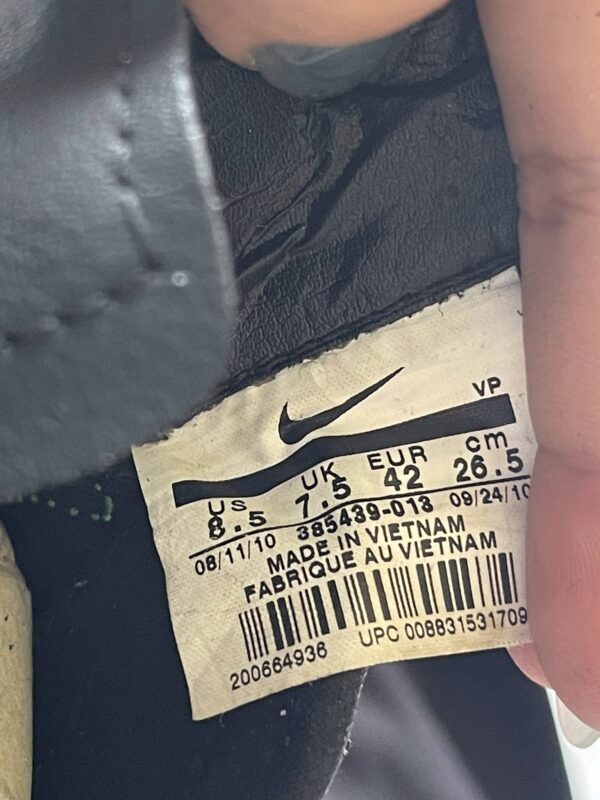 VP
US UK EUR cm
8.5 7.5 42 26.5
385439-013
08/11/10 09/24/10
MADE IN VIETNAM
FABRIQUE AU VIETNAM
200664936 UPC 008831531709